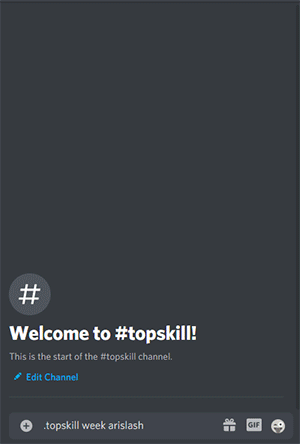 #
Welcome to #topskill!
This is the start of the #topskill channel.
Edit Channel
.topskill week arislash
GIF